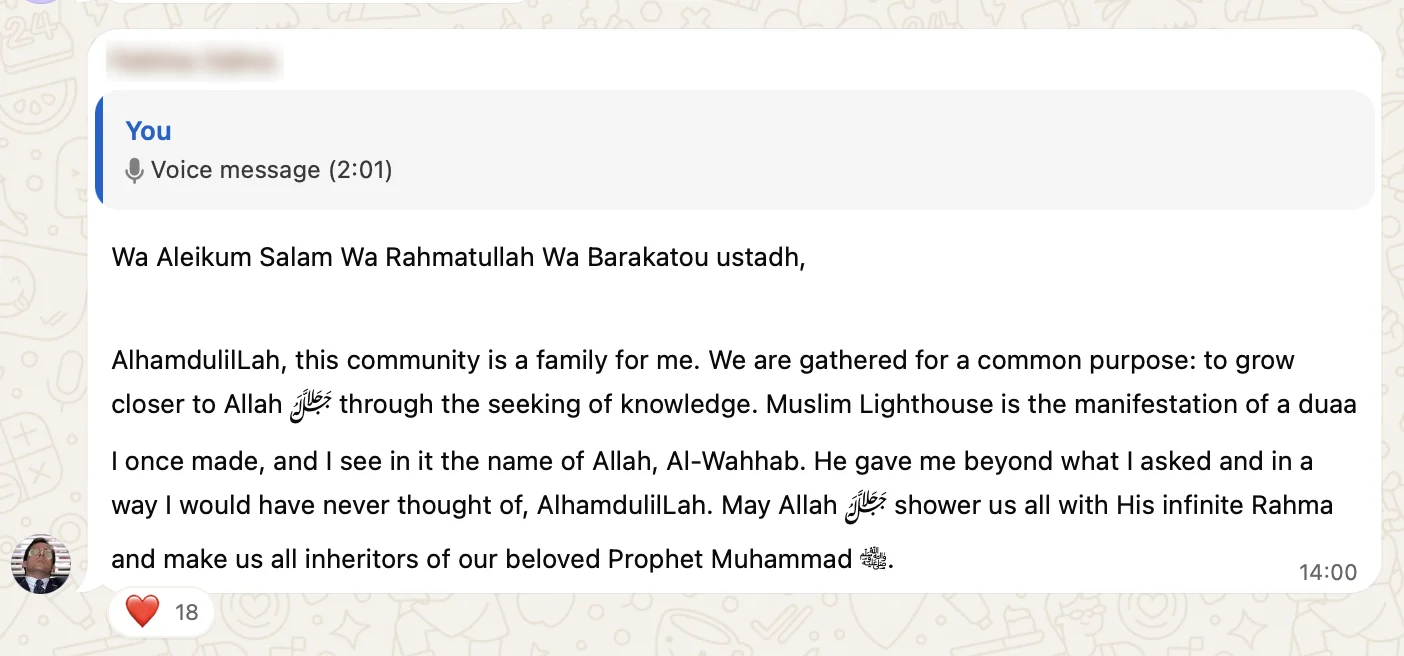 You
Voice message (2:01)
Wa Aleikum Salam Wa Rahmatullah Wa Barakatou ustadh,
AlhamdulilLah, this community is a family for me. We are gathered for a common purpose: to grow
closer to Allah ﷻ through the seeking of knowledge. Muslim Lighthouse is the manifestation of a duaa
I once made, and I see in it the name of Allah, Al-Wahhab. He gave me beyond what I asked and in a
way I would have never thought of, AlhamdulilLah. May Allah ﷻ shower us all with His infinite Rahma
and make us all inheritors of our beloved Prophet Muhammad ﷺ.
14:00
❤️ 18